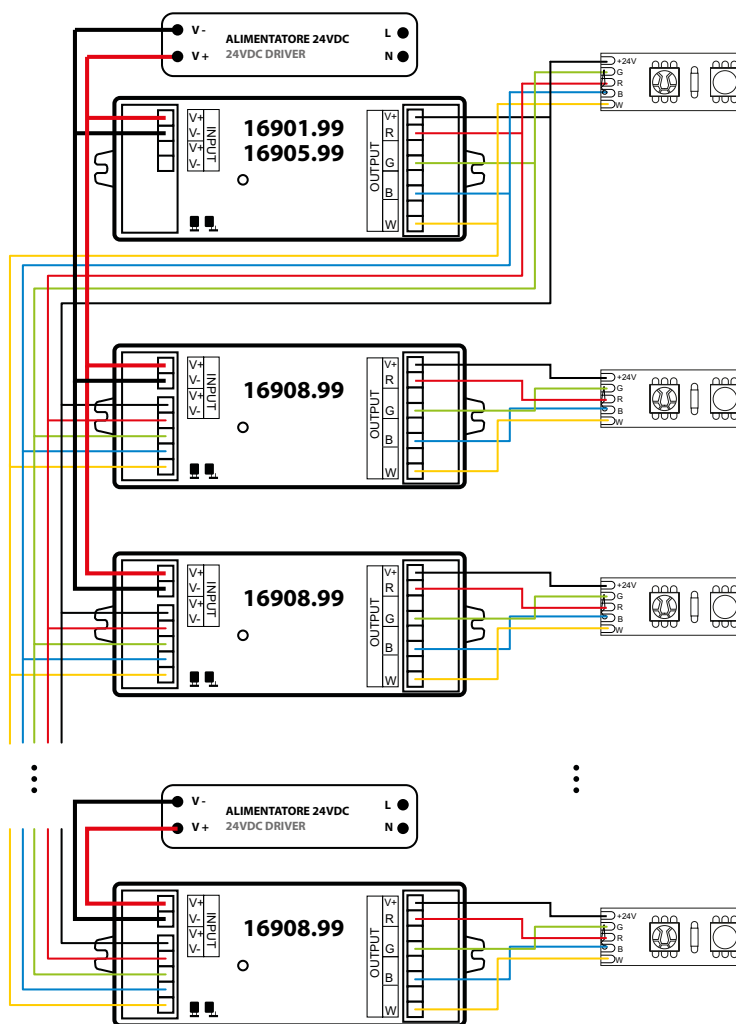 V -
ALIMENTATORE 24VDC
L
V +
24VDC DRIVER
N
+24V
G
R
B
W
V+
V-
V+
V-
INPUT
16901.99
16905.99
OUTPUT
V+
R
G
B
W
V+
V-
V+
V-
INPUT
16908.99
OUTPUT
V+
R
G
B
W
+24V
G
R
B
W
V+
V-
V+
V-
INPUT
16908.99
OUTPUT
V+
R
G
B
W
+24V
G
R
B
W
V -
ALIMENTATORE 24VDC
L
V +
24VDC DRIVER
N
V+
V-
V+
V-
INPUT
16908.99
OUTPUT
V+
R
G
B
W
+24V
G
R
B
W